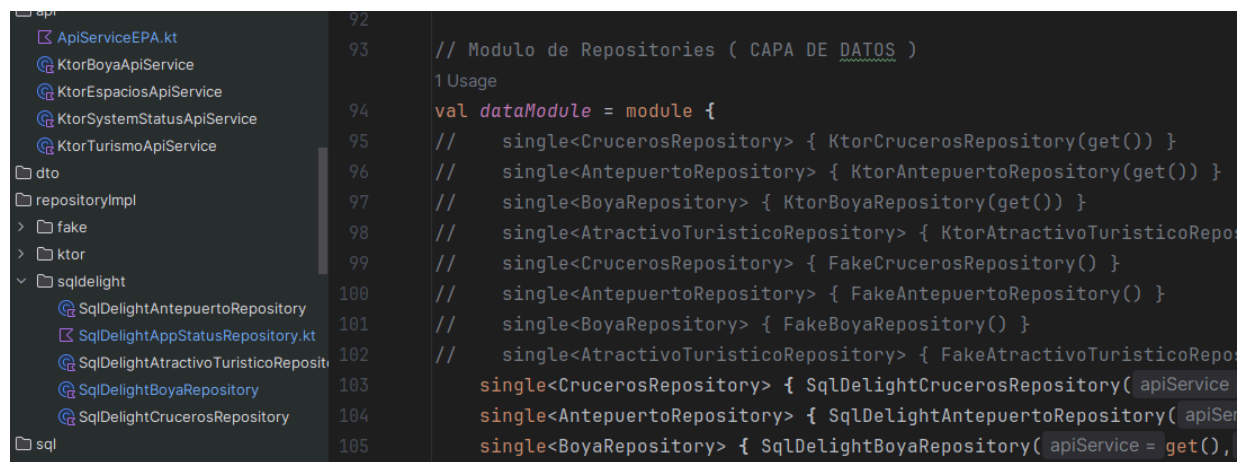 api
ApiServiceEPA.kt
KtorBoyaApiService
KtorEspaciosApiService
KtorSystemStatusApiService
KtorTurismoApiService
dto
repositoryImpl
fake
ktor
sqldelight
SqlDelightAntepuertoRepository
SqlDelightAppStatusRepository.kt
SqlDelightAtractivoTuristicoReposit
SqlDelightBoyaRepository
SqlDelightCrucerosRepository
sql
92
93 // Modulo de Repositories ( CAPA DE DATOS )
1 Usage
94 val dataModule = module {
95 // single<CrucerosRepository> { KtorCrucerosRepository(get()) }
96 // single<AntepuertoRepository> { KtorAntepuertoRepository(get()) }
97 // single<BoyaRepository> { KtorBoyaRepository(get()) }
98 // single<AtractivoTuristicoRepository> { KtorAtractivoTuristicoRepos
99 // single<CrucerosRepository> { FakeCrucerosRepository() }
100 // single<AntepuertoRepository> { FakeAntepuertoRepository() }
101 // single<BoyaRepository> { FakeBoyaRepository() }
102 // single<AtractivoTuristicoRepository> { FakeAtractivoTuristicoRepos
103 single<CrucerosRepository> { SqlDelightCrucerosRepository( apiService
104 single<AntepuertoRepository> { SqlDelightAntepuertoRepository( apiSer
105 single<BoyaRepository> { SqlDelightBoyaRepository( apiService = get(),